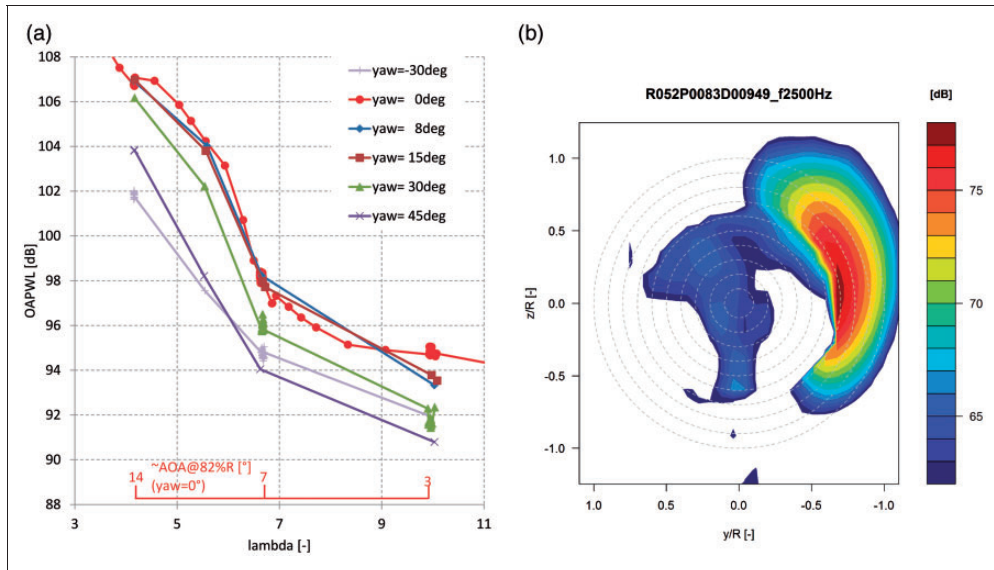 (a)
108
106
104
102
100
98
96
94
92
90
88
OAPWL [dB]
yaw=-30deg
yaw= 0deg
yaw= 8deg
yaw= 15deg
yaw= 30deg
yaw= 45deg
~AOA@82%R [°]
14 7 3
(yaw=0°)
3 5 7 9 11
lambda [-]
(b)
R052P0083D00949_f2500Hz
[dB]
1.0
0.5
0.0
-0.5
-1.0
z/R [-]
1.0 0.5 0.0 -0.5 -1.0
y/R [-]
75
70
65